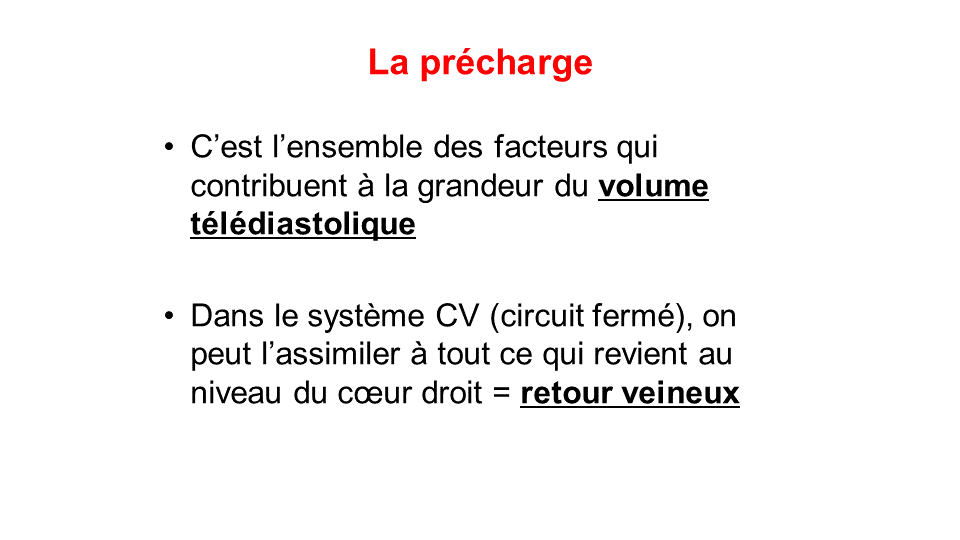 La précharge
• C’est l’ensemble des facteurs qui
contribuent à la grandeur du volume
télédiastolique
• Dans le système CV (circuit fermé), on
peut l’assimiler à tout ce qui revient au
niveau du cœur droit = retour veineux